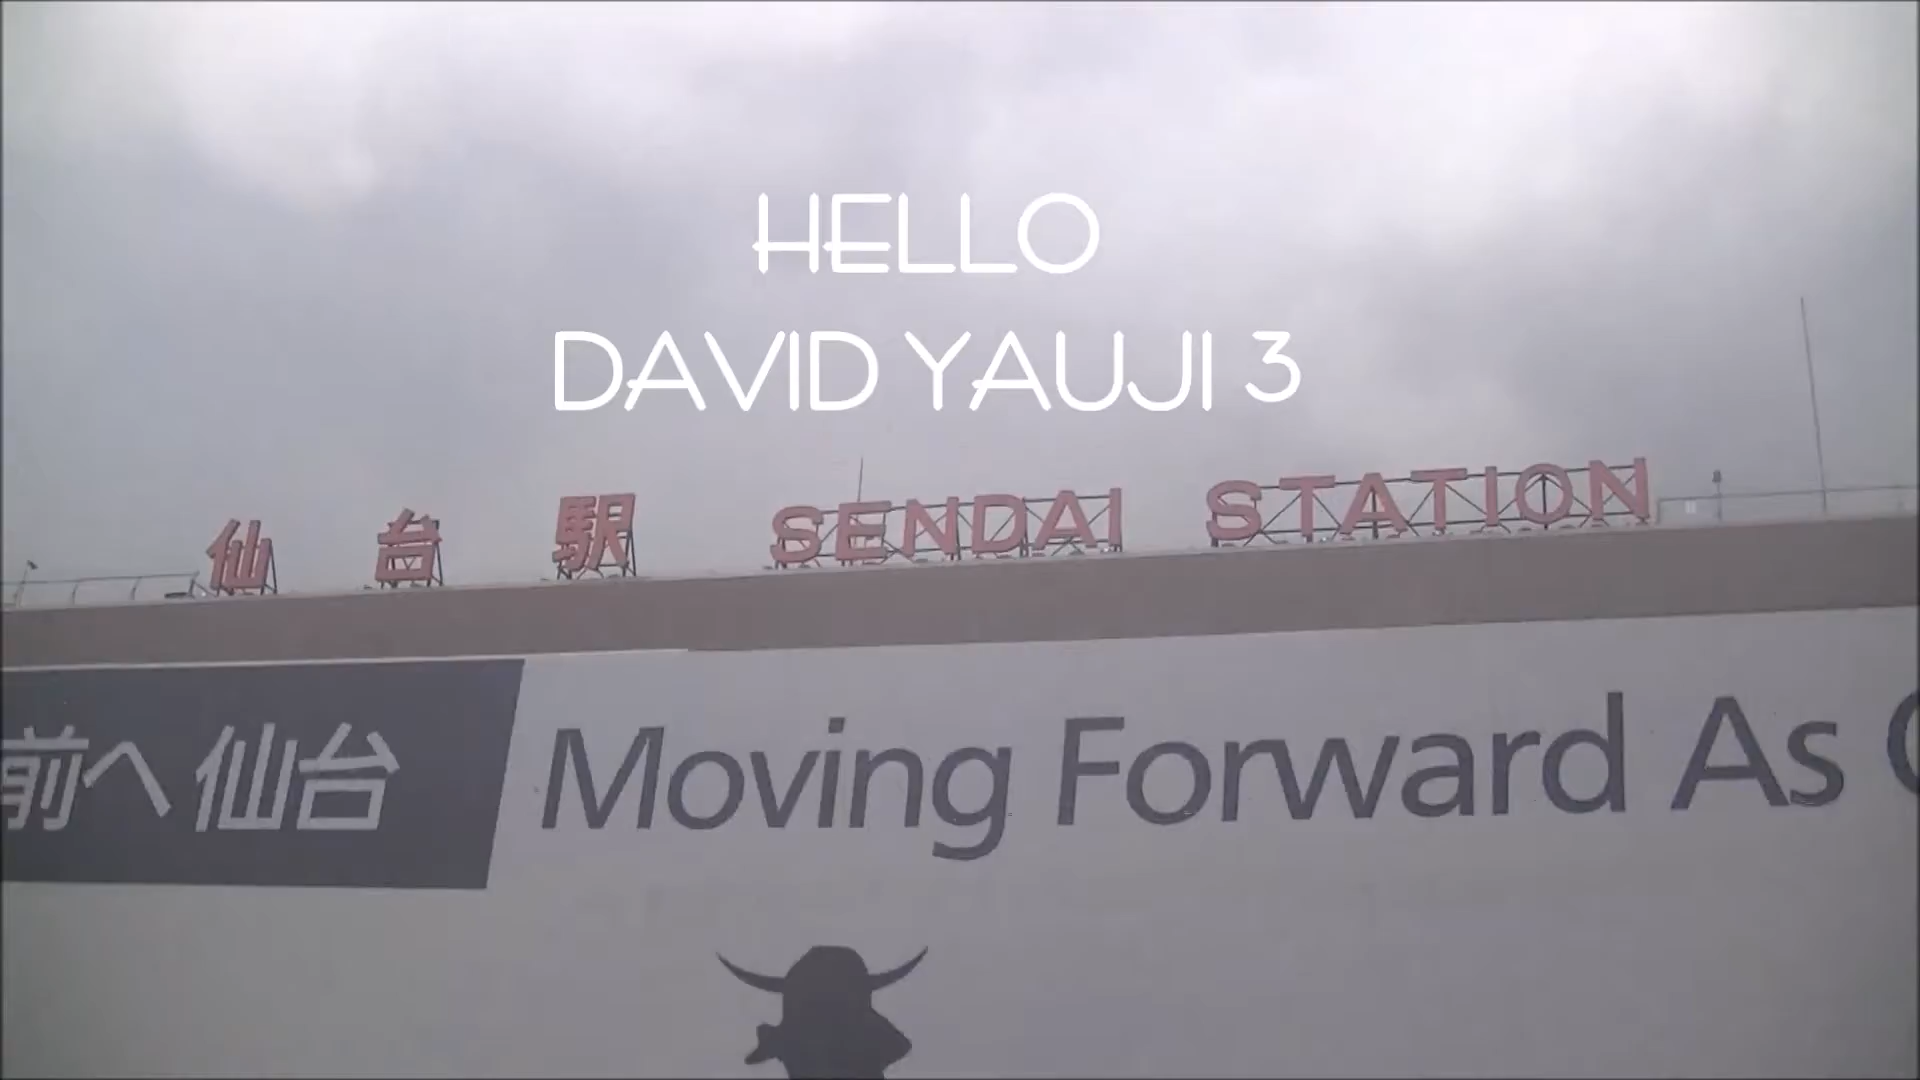 HELLO
DAVID YAUJI 3
仙台駅 SENDAI STATION
前へ仙台 Moving Forward As